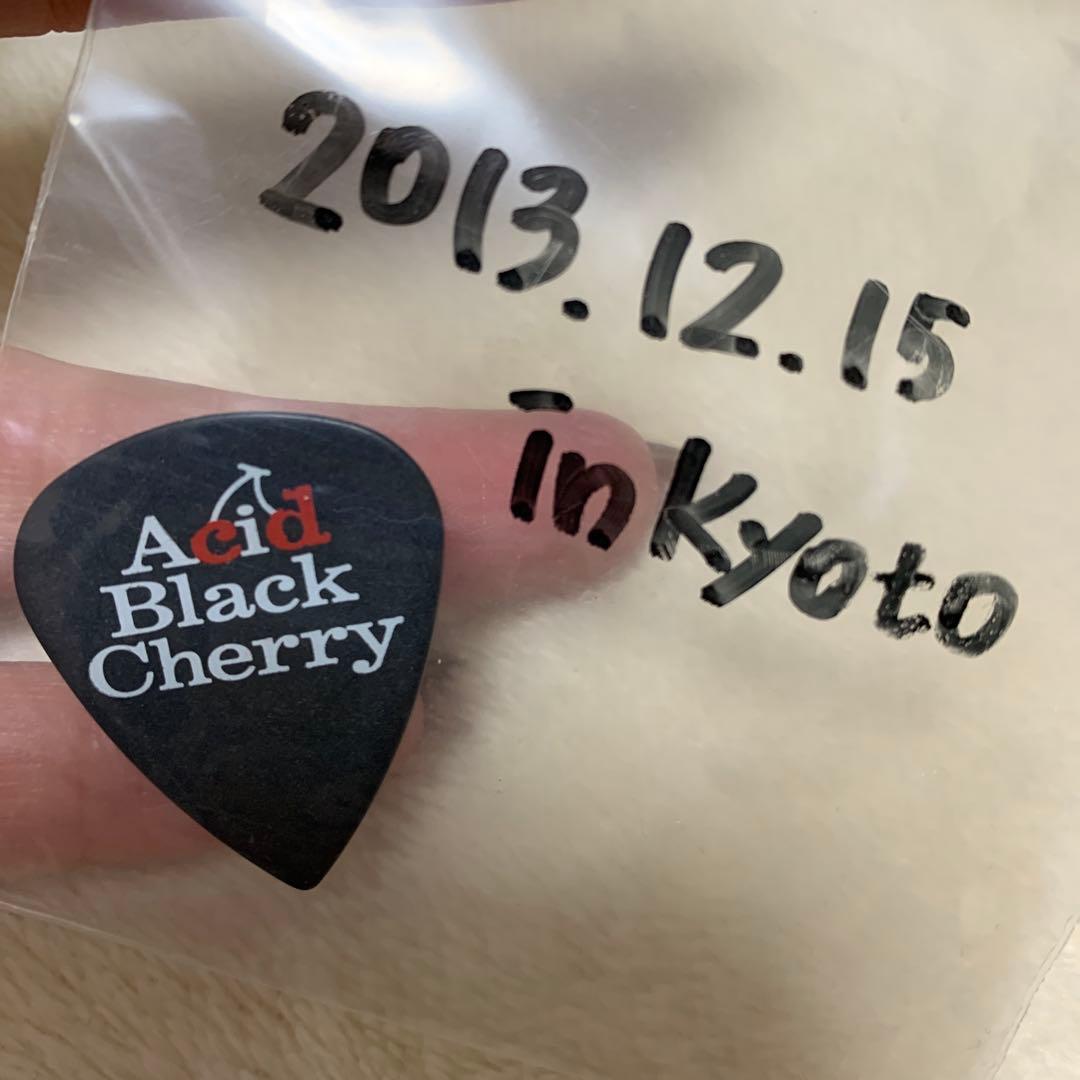 2013.12.15
in Kyoto
Acid
Black
Cherry